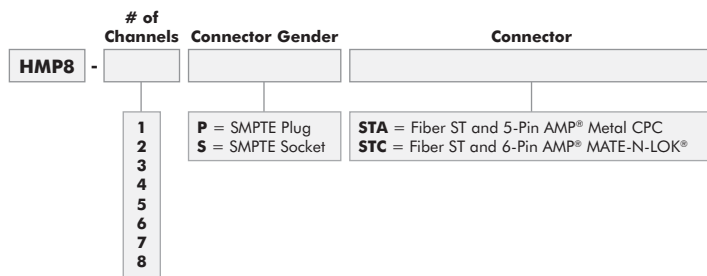 # of
Channels Connector Gender Connector
HMP8 -
1 P = SMPTE Plug STA = Fiber ST and 5-Pin AMP® Metal CPC
2 S = SMPTE Socket STC = Fiber ST and 6-Pin AMP® MATE-N-LOK®
3
4
5
6
7
8